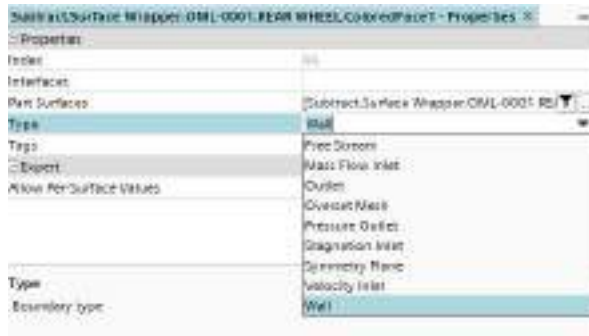 Subtract.Surface Wrapper.OML-0001.REAR WHEEL.ColoredFace1 - Properties ×
Properties
Index
Interfaces
Part Surfaces [Subtract.Surface Wrapper.OML-0001.RE/
Type Wall
Tags
Expert
Allow Per-Surface Values
Free Stream
Mass Flow Inlet
Outlet
Overset Mesh
Pressure Outlet
Stagnation Inlet
Symmetry Plane
Velocity Inlet
Wall
Type
Boundary type